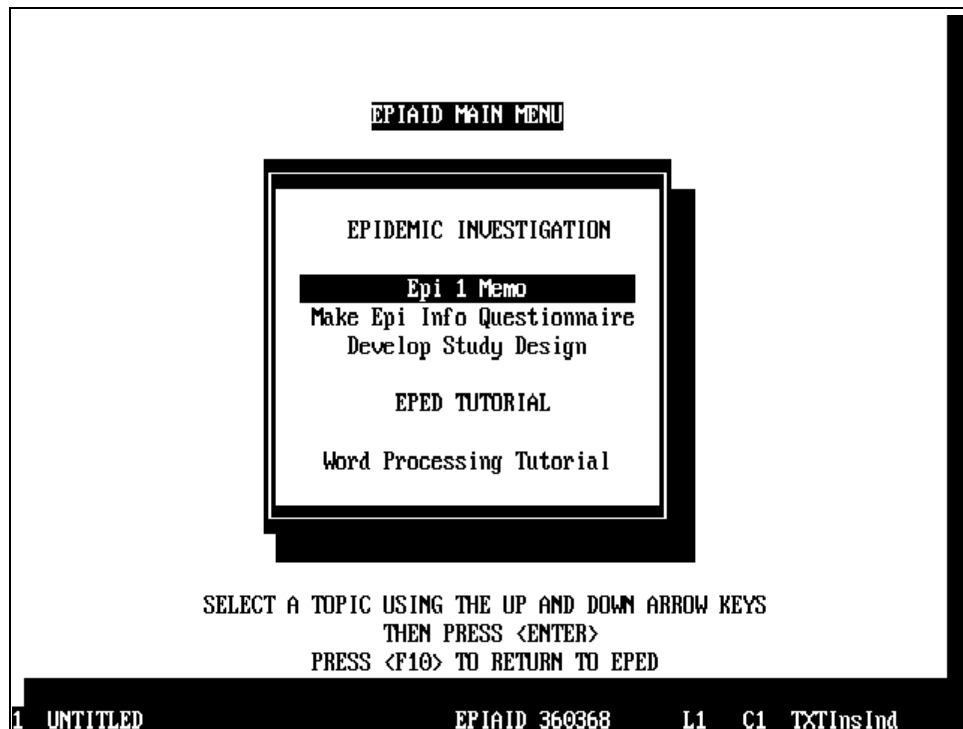 EPIAID MAIN MENU
EPIDEMIC INVESTIGATION
Epi 1 Memo
Make Epi Info Questionnaire
Develop Study Design
EPED TUTORIAL
Word Processing Tutorial
SELECT A TOPIC USING THE UP AND DOWN ARROW KEYS
THEN PRESS <ENTER>
PRESS <F10> TO RETURN TO EPED
1 UNTITLED EPIAID 360368 L1 C1 TXTInsInd